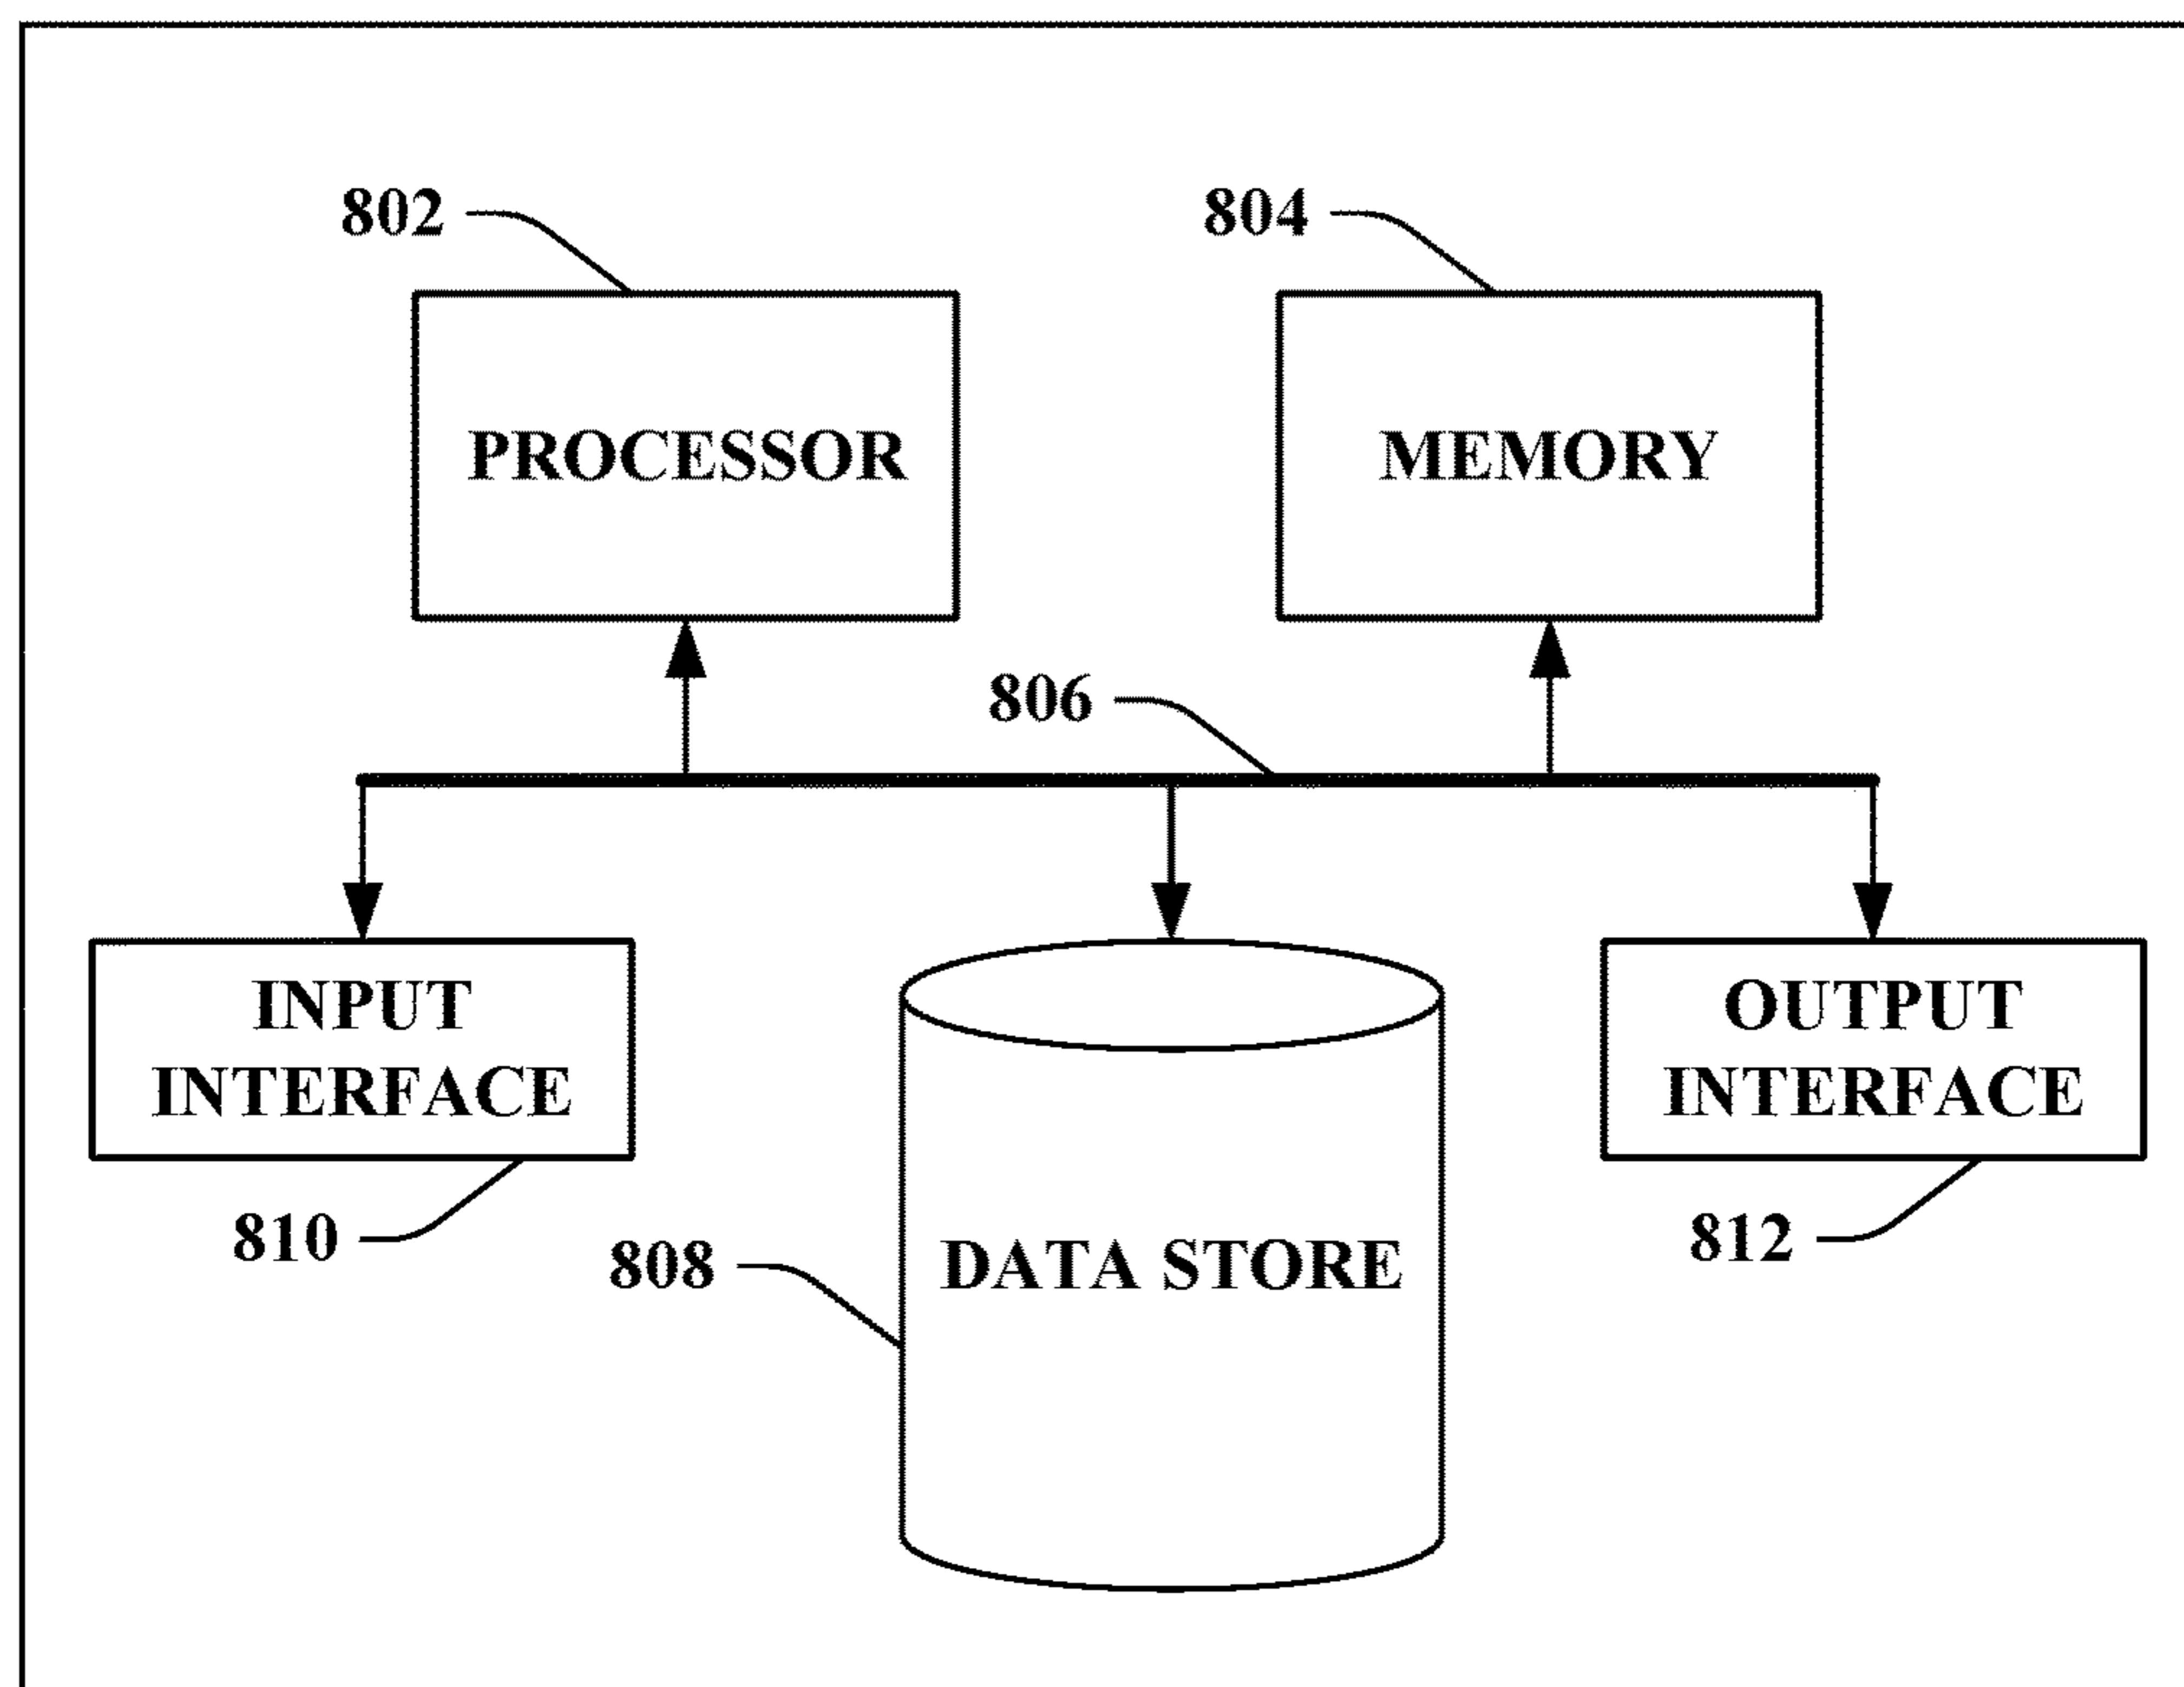 802
804
PROCESSOR
MEMORY
806
INPUT
INTERFACE
OUTPUT
INTERFACE
810
808
DATA STORE
812